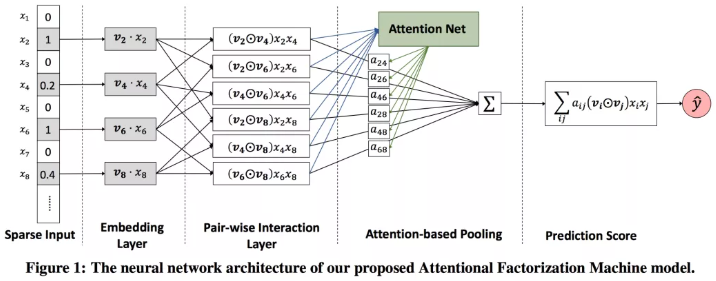 x₁ 0
x₂ 1
x₃ 0
x₄ 0.2
x₅ 0
x₆ 1
x₇ 0
x₈ 0.4
⋮
Sparse Input
v₂ · x₂
v₄ · x₄
v₆ · x₆
v₈ · x₈
Embedding
Layer
(v₂⊙v₄)x₂x₄
(v₂⊙v₆)x₂x₆
(v₄⊙v₆)x₄x₆
(v₂⊙v₈)x₂x₈
(v₄⊙v₈)x₄x₈
(v₆⊙v₈)x₆x₈
Pair-wise Interaction
Layer
Attention Net
a₂₄
a₂₆
a₄₆
a₂₈
a₄₈
a₆₈
Σ
Attention-based Pooling
∑ᵢⱼ aᵢⱼ(vᵢ⊙vⱼ)xᵢxⱼ
ŷ
Prediction Score
Figure 1: The neural network architecture of our proposed Attentional Factorization Machine model.